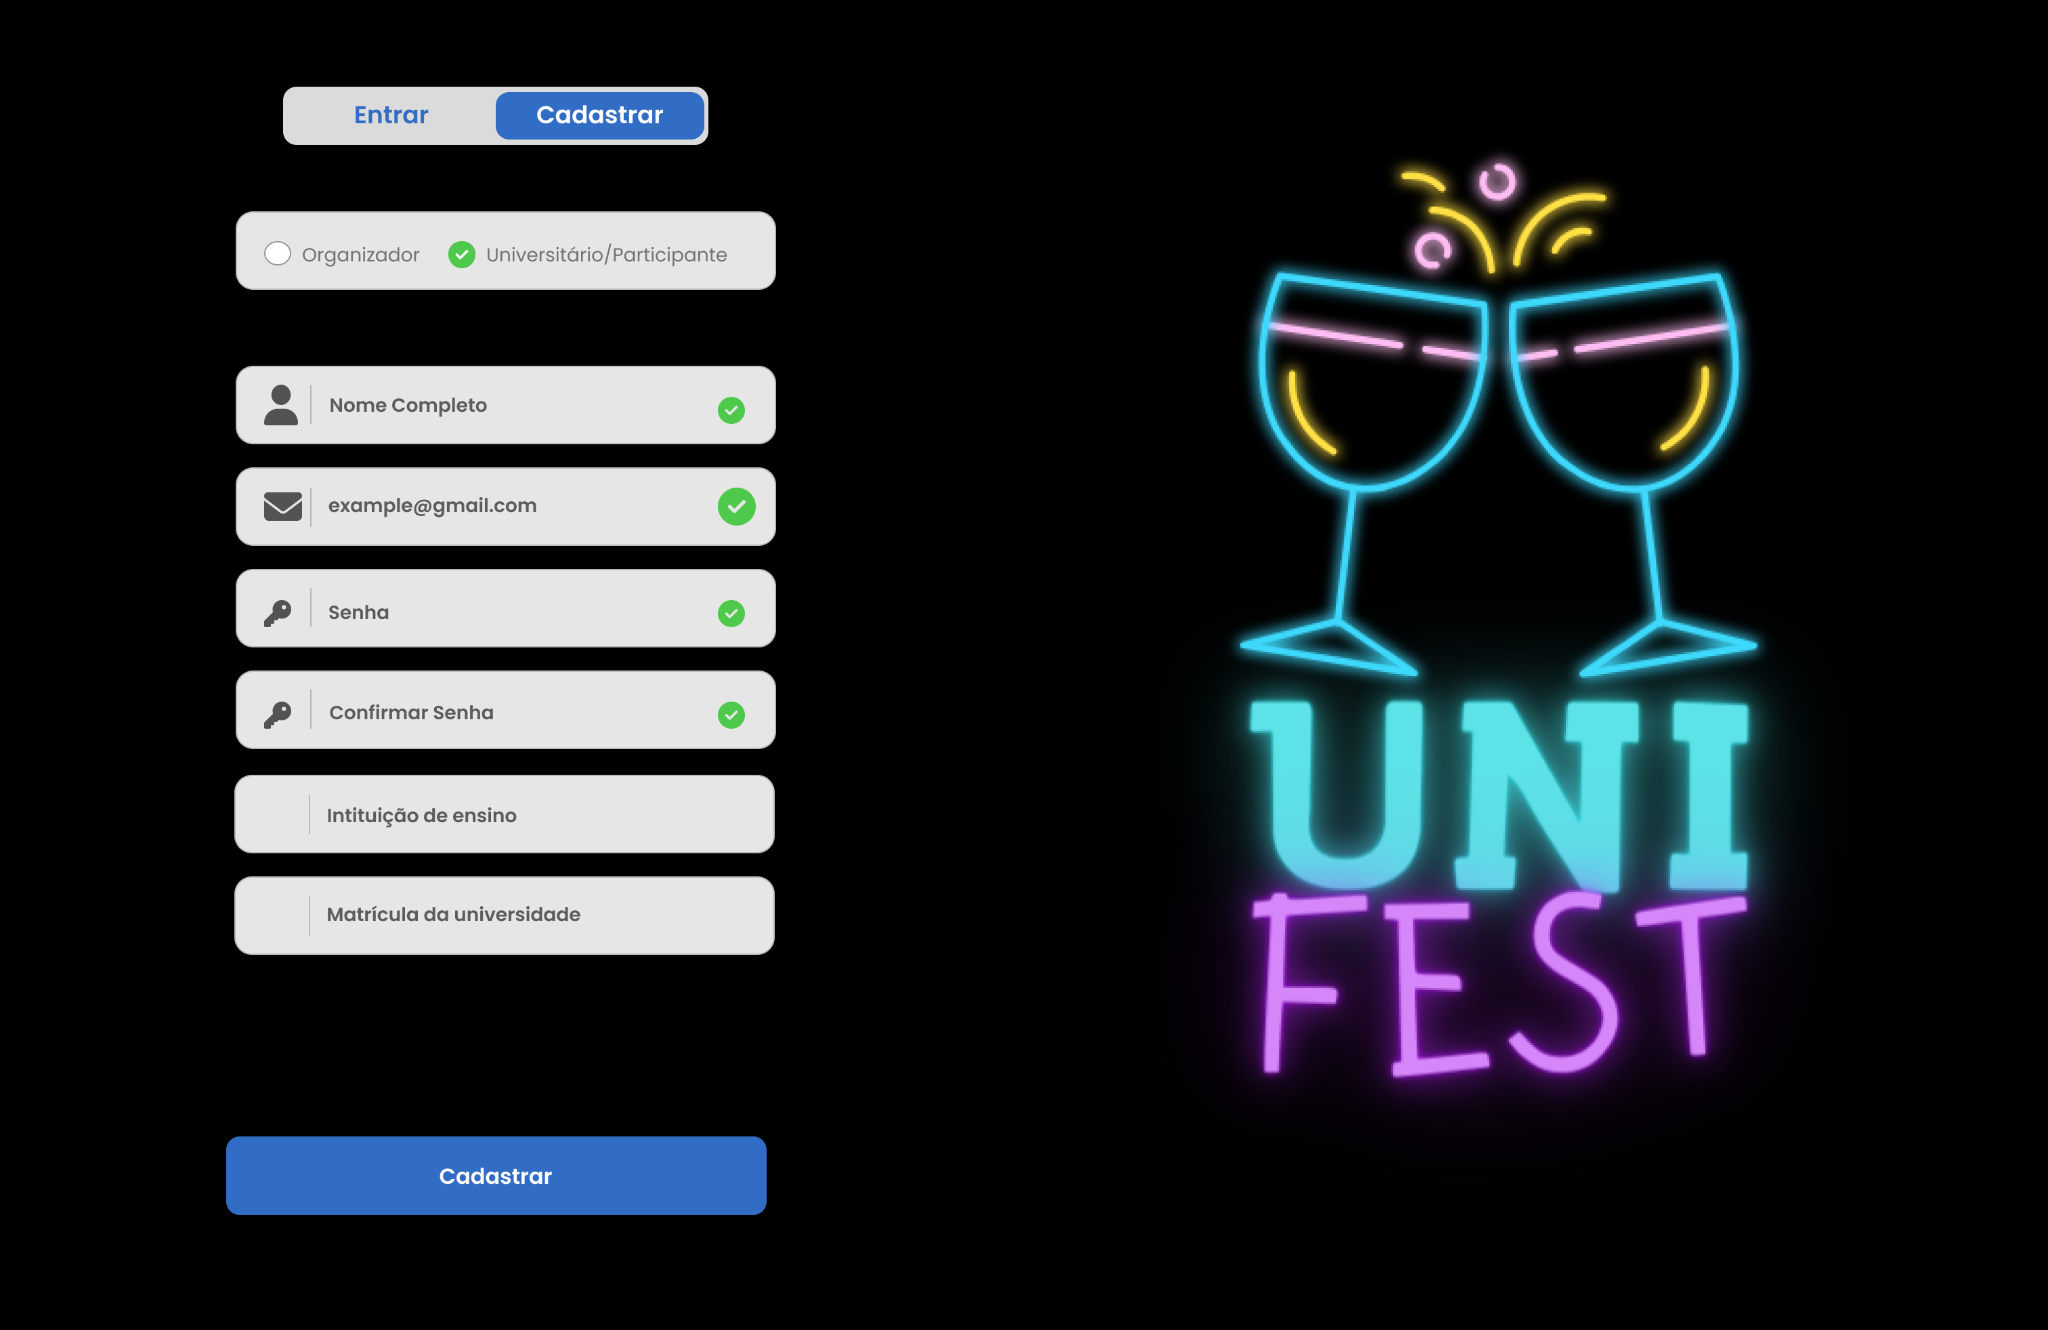 Entrar Cadastrar
Organizador Universitário/Participante
Nome Completo
example@gmail.com
Senha
Confirmar Senha
Intituição de ensino
Matrícula da universidade
Cadastrar
UNI
FEST